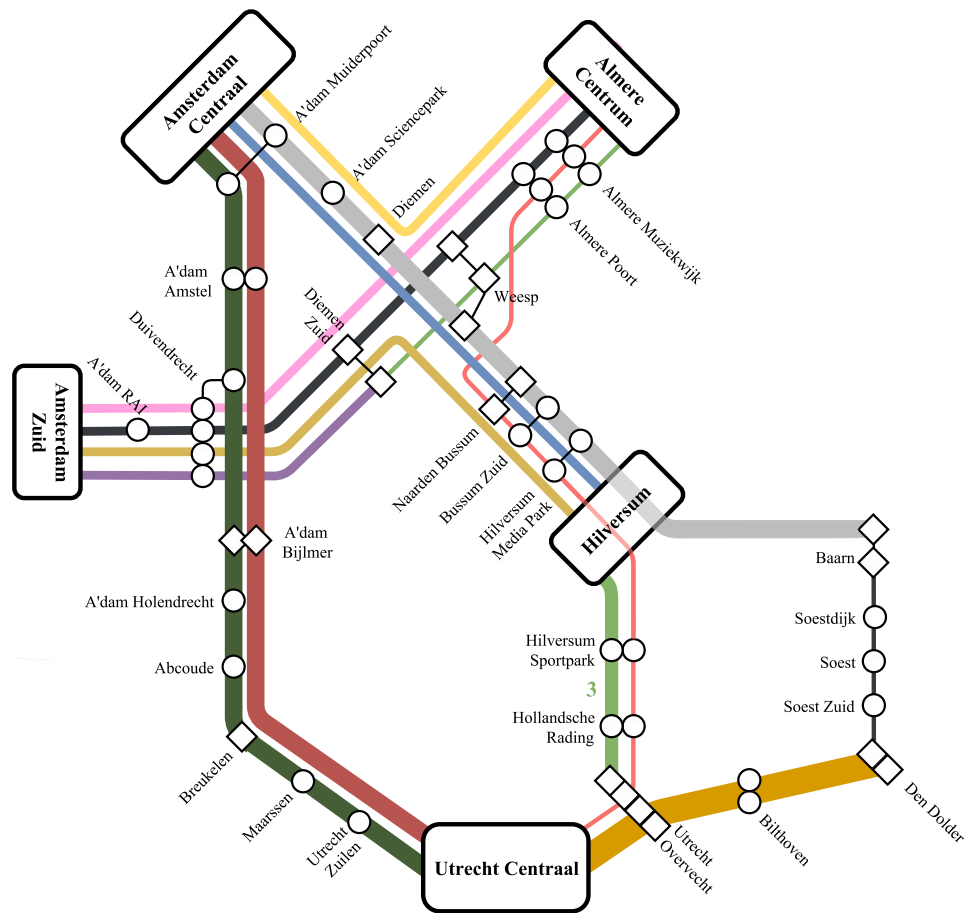 Amsterdam
Centraal
A'dam Muiderpoort
A'dam Sciencepark
Diemen
Almere
Centrum
Almere Muziekwijk
Almere Poort
Weesp
A'dam
Amstel
Diemen
Zuid
Duivendrecht
A'dam RAI
Amsterdam
Zuid
Naarden Bussum
Bussum Zuid
Hilversum
Media Park
Hilversum
A'dam
Bijlmer
A'dam Holendrecht
Abcoude
Breukelen
Maarssen
Utrecht
Zuilen
Utrecht Centraal
Hilversum
Sportpark
3
Hollandsche
Rading
Utrecht
Overvecht
Bilthoven
Den Dolder
Baarn
Soestdijk
Soest
Soest Zuid